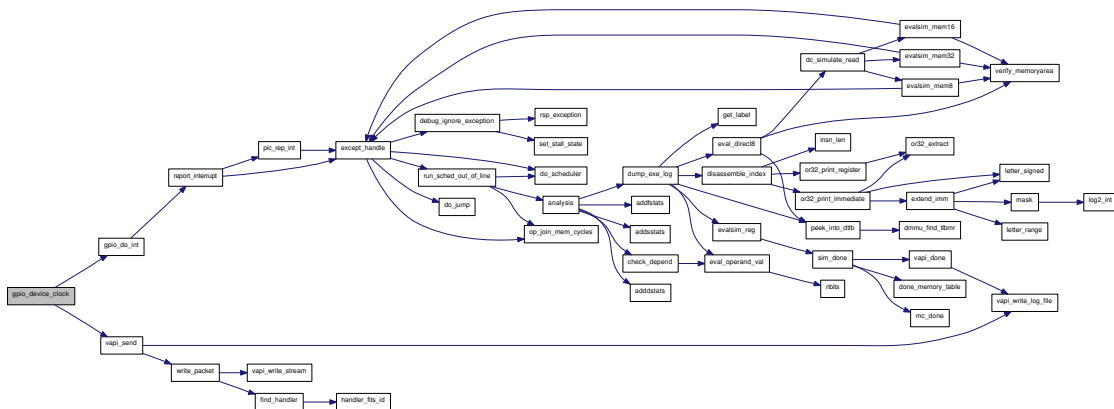 gpio_device_clock
gpio_do_int
vapi_send
report_interrupt
write_packet
pic_rep_int
vapi_write_stream
find_handler
except_handle
handler_fits_id
debug_ignore_exception
run_sched_out_of_line
do_jump
rsp_exception
set_stall_state
do_scheduler
analysis
op_join_mem_cycles
dump_exe_log
addfstats
addsstats
check_depend
adddstats
get_label
eval_direct8
disassemble_index
evalsim_reg
eval_operand_val
dc_simulate_read
insn_len
or32_print_register
or32_print_immediate
peek_into_dtlb
sim_done
nbits
evalsim_mem16
evalsim_mem32
evalsim_mem8
or32_extract
extend_imm
dmmu_find_tlbmr
vapi_done
done_memory_table
mc_done
verify_memoryarea
letter_signed
mask
letter_range
vapi_write_log_file
log2_int